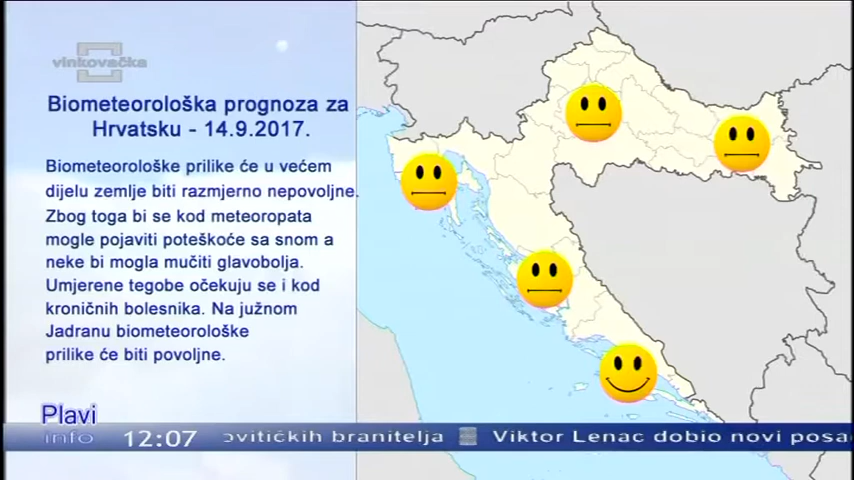 vinkovačka
Biometeorološka prognoza za
Hrvatsku - 14.9.2017.
Biometeorološke prilike će u većem
dijelu zemlje biti razmjerno nepovoljne.
Zbog toga bi se kod meteoropata
mogle pojaviti poteškoće sa snom a
neke bi mogla mučiti glavobolja.
Umjerene tegobe očekuju se i kod
kroničnih bolesnika. Na južnom
Jadranu biometeorološke
prilike će biti povoljne.
Plavi
info 12:07 ovitičkih branitelja Viktor Lenac dobio novi posa